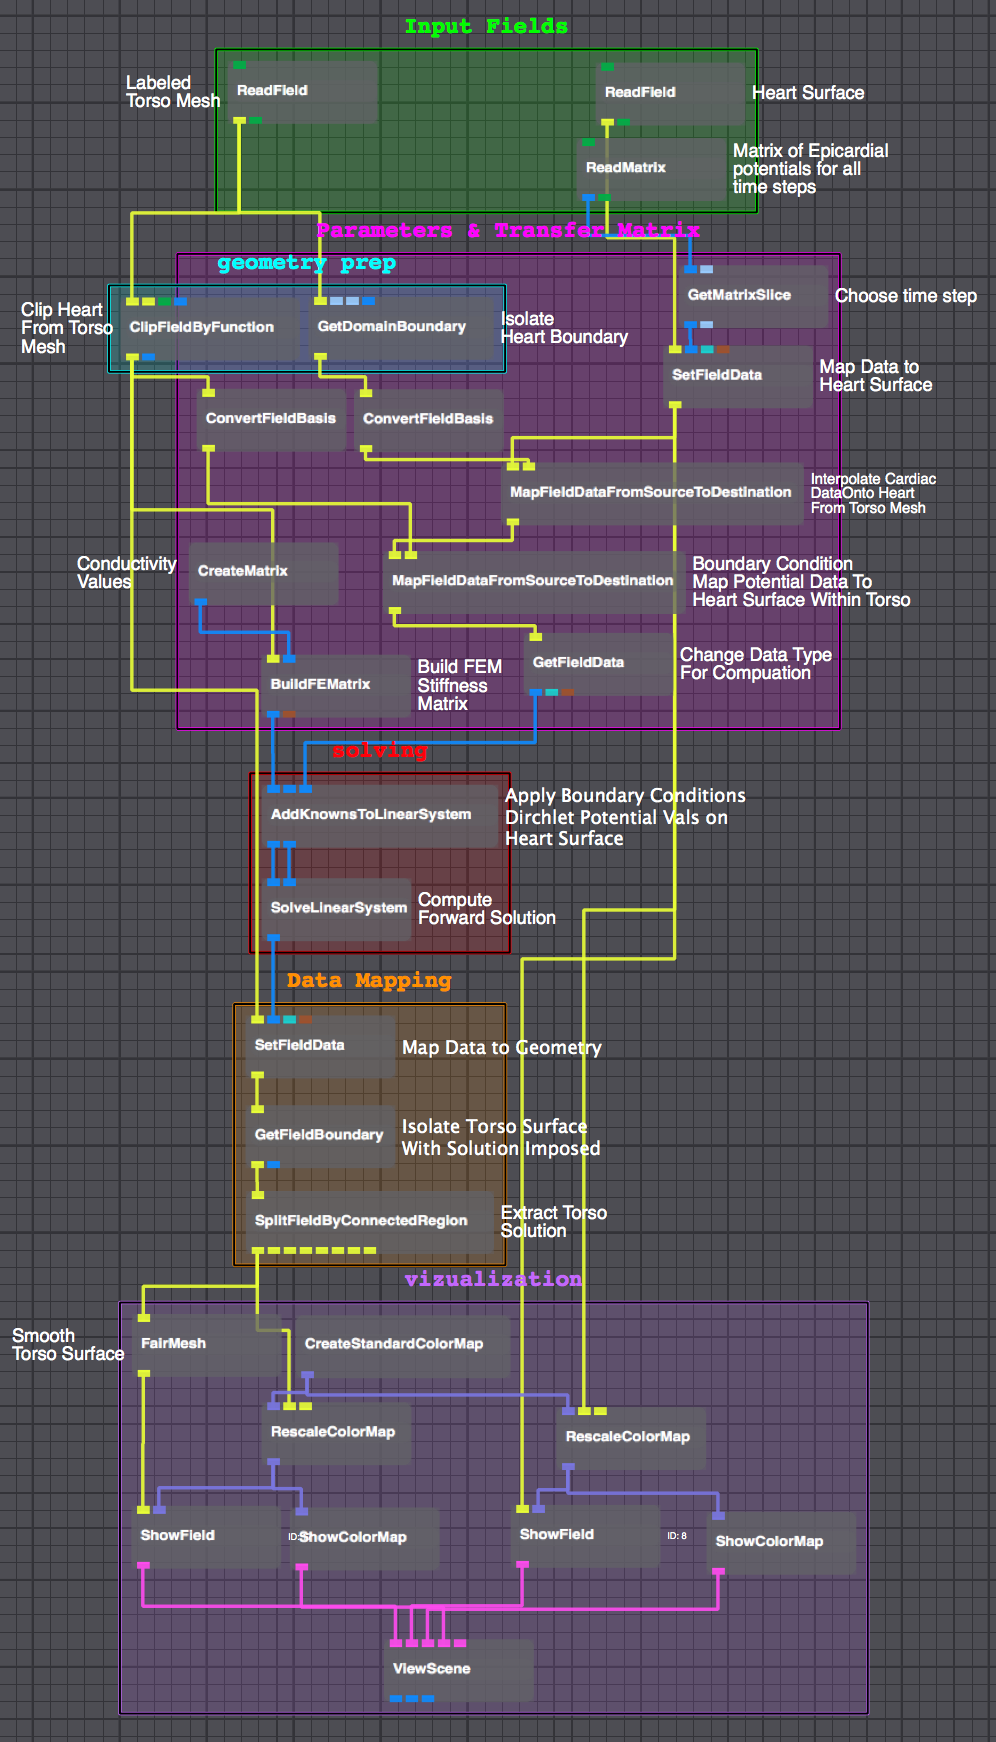 Input Fields
Labeled
Torso Mesh
ReadField
ReadField
Heart Surface
ReadMatrix
Matrix of Epicardial
potentials for all
time steps
Parameters & Transfer Matrix
geometry prep
GetMatrixSlice
Choose time step
Clip Heart
From Torso
Mesh
ClipFieldByFunction
GetDomainBoundary
Isolate
Heart Boundary
SetFieldData
Map Data to
Heart Surface
ConvertFieldBasis
ConvertFieldBasis
MapFieldDataFromSourceToDestination
Interpolate Cardiac
DataOnto Heart
From Torso Mesh
Conductivity
Values
CreateMatrix
MapFieldDataFromSourceToDestination
Boundary Condition
Map Potential Data To
Heart Surface Within Torso
BuildFEMatrix
Build FEM
Stiffness
Matrix
GetFieldData
Change Data Type
For Compuation
solving
AddKnownsToLinearSystem
Apply Boundary Conditions
Dirchlet Potential Vals on
Heart Surface
SolveLinearSystem
Compute
Forward Solution
Data Mapping
SetFieldData
Map Data to Geometry
GetFieldBoundary
Isolate Torso Surface
With Solution Imposed
SplitFieldByConnectedRegion
Extract Torso
Solution
vizualization
Smooth
Torso Surface
FairMesh
CreateStandardColorMap
RescaleColorMap
RescaleColorMap
ShowField
ID:
ShowColorMap
ShowField
ID: 8
ShowColorMap
ViewScene